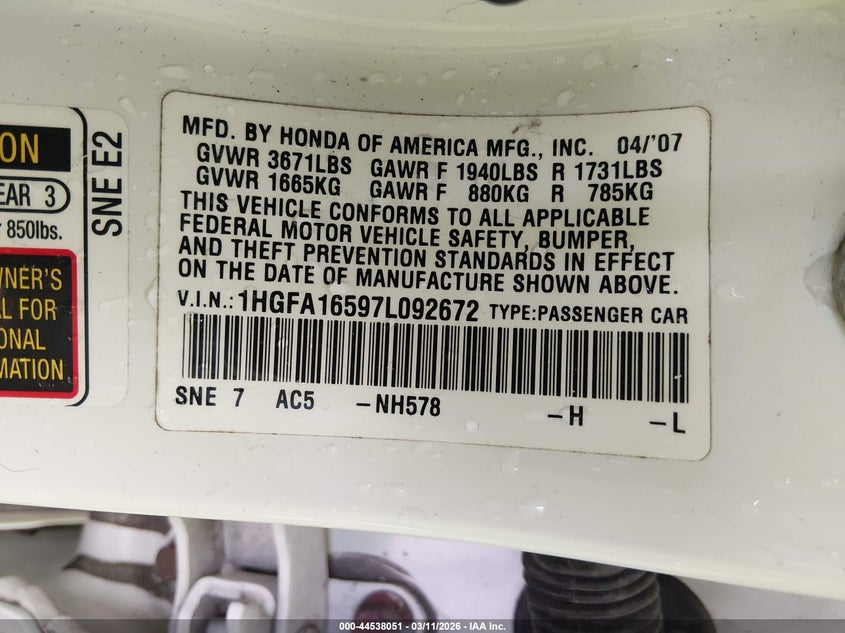 ON
EAR 3
850lbs.
WNER'S
L FOR
ONAL
MATION
SNE E2
MFD. BY HONDA OF AMERICA MFG., INC. 04/'07
GVWR 3671LBS GAWR F 1940LBS R 1731LBS
GVWR 1665KG GAWR F 880KG R 785KG
THIS VEHICLE CONFORMS TO ALL APPLICABLE
FEDERAL MOTOR VEHICLE SAFETY, BUMPER,
AND THEFT PREVENTION STANDARDS IN EFFECT
ON THE DATE OF MANUFACTURE SHOWN ABOVE.
V.I.N.: 1HGFA16597L092672 TYPE:PASSENGER CAR
SNE 7 AC5 -NH578 -H -L
000-44538051 - 03/11/2026 - IAA Inc.